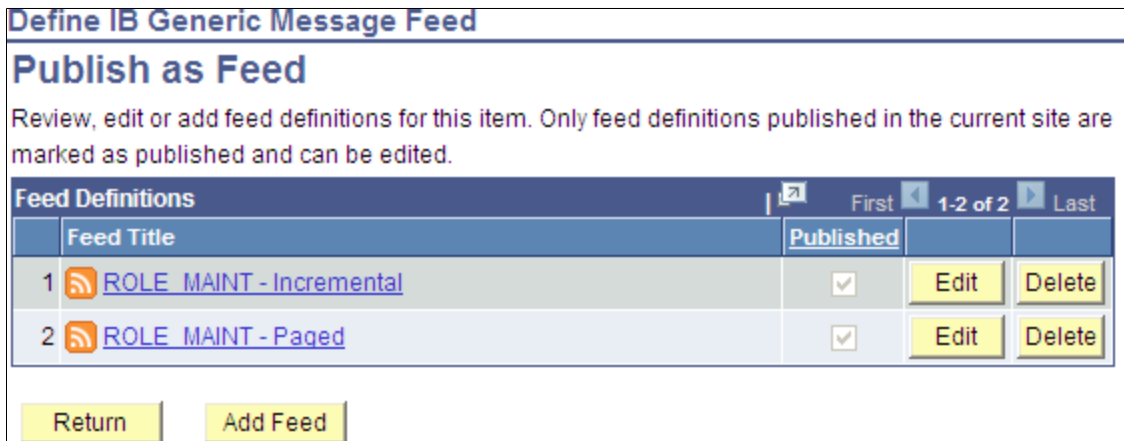 Define IB Generic Message Feed
Publish as Feed
Review, edit or add feed definitions for this item. Only feed definitions published in the current site are
marked as published and can be edited.
Feed Definitions | First 1-2 of 2 Last
Feed Title Published
1 ROLE_MAINT - Incremental Edit Delete
2 ROLE_MAINT - Paged Edit Delete
Return Add Feed